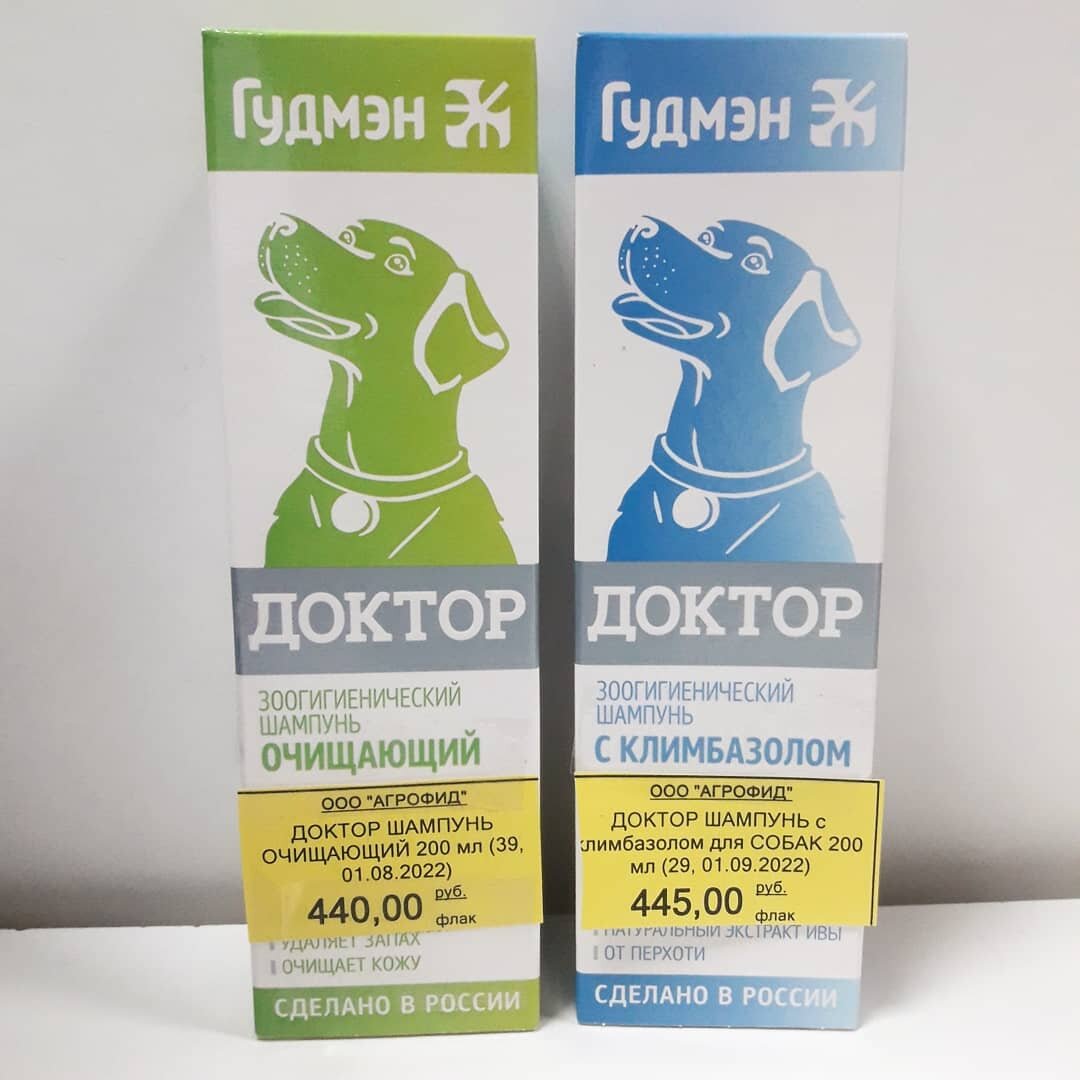 Гудмэн
ДОКТОР
ЗООГИГИЕНИЧЕСКИЙ
ШАМПУНЬ
ОЧИЩАЮЩИЙ
ООО "АГРОФИД"
ДОКТОР ШАМПУНЬ
ОЧИЩАЮЩИЙ 200 мл (39,
01.08.2022)
440,00 руб.
флак
УДАЛЯЕТ ЗАПАХ
ОЧИЩАЕТ КОЖУ
СДЕЛАНО В РОССИИ
Гудмэн
ДОКТОР
ЗООГИГИЕНИЧЕСКИЙ
ШАМПУНЬ
С КЛИМБАЗОЛОМ
ООО "АГРОФИД"
ДОКТОР ШАМПУНЬ с
климбазолом для СОБАК 200
мл (29, 01.09.2022)
445,00 руб.
флак
НАТУРАЛЬНЫЙ ЭКСТРАКТ ИВЫ
ОТ ПЕРХОТИ
СДЕЛАНО В РОССИИ